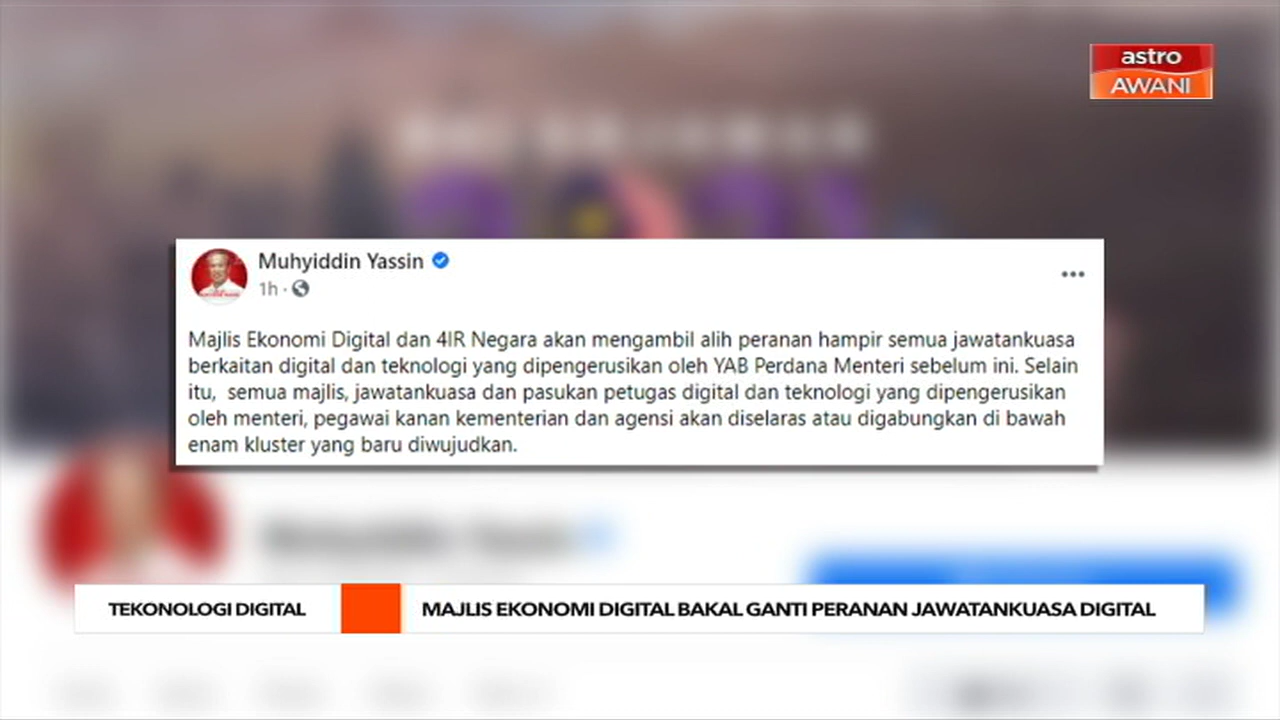 astro
AWANI
Muhyiddin Yassin
1h
Majlis Ekonomi Digital dan 4IR Negara akan mengambil alih peranan hampir semua jawatankuasa
berkaitan digital dan teknologi yang dipengerusikan oleh YAB Perdana Menteri sebelum ini. Selain
itu,  semua majlis, jawatankuasa dan pasukan petugas digital dan teknologi yang dipengerusikan
oleh menteri, pegawai kanan kementerian dan agensi akan diselaras atau digabungkan di bawah
enam kluster yang baru diwujudkan.
TEKONOLOGI DIGITAL
MAJLIS EKONOMI DIGITAL BAKAL GANTI PERANAN JAWATANKUASA DIGITAL